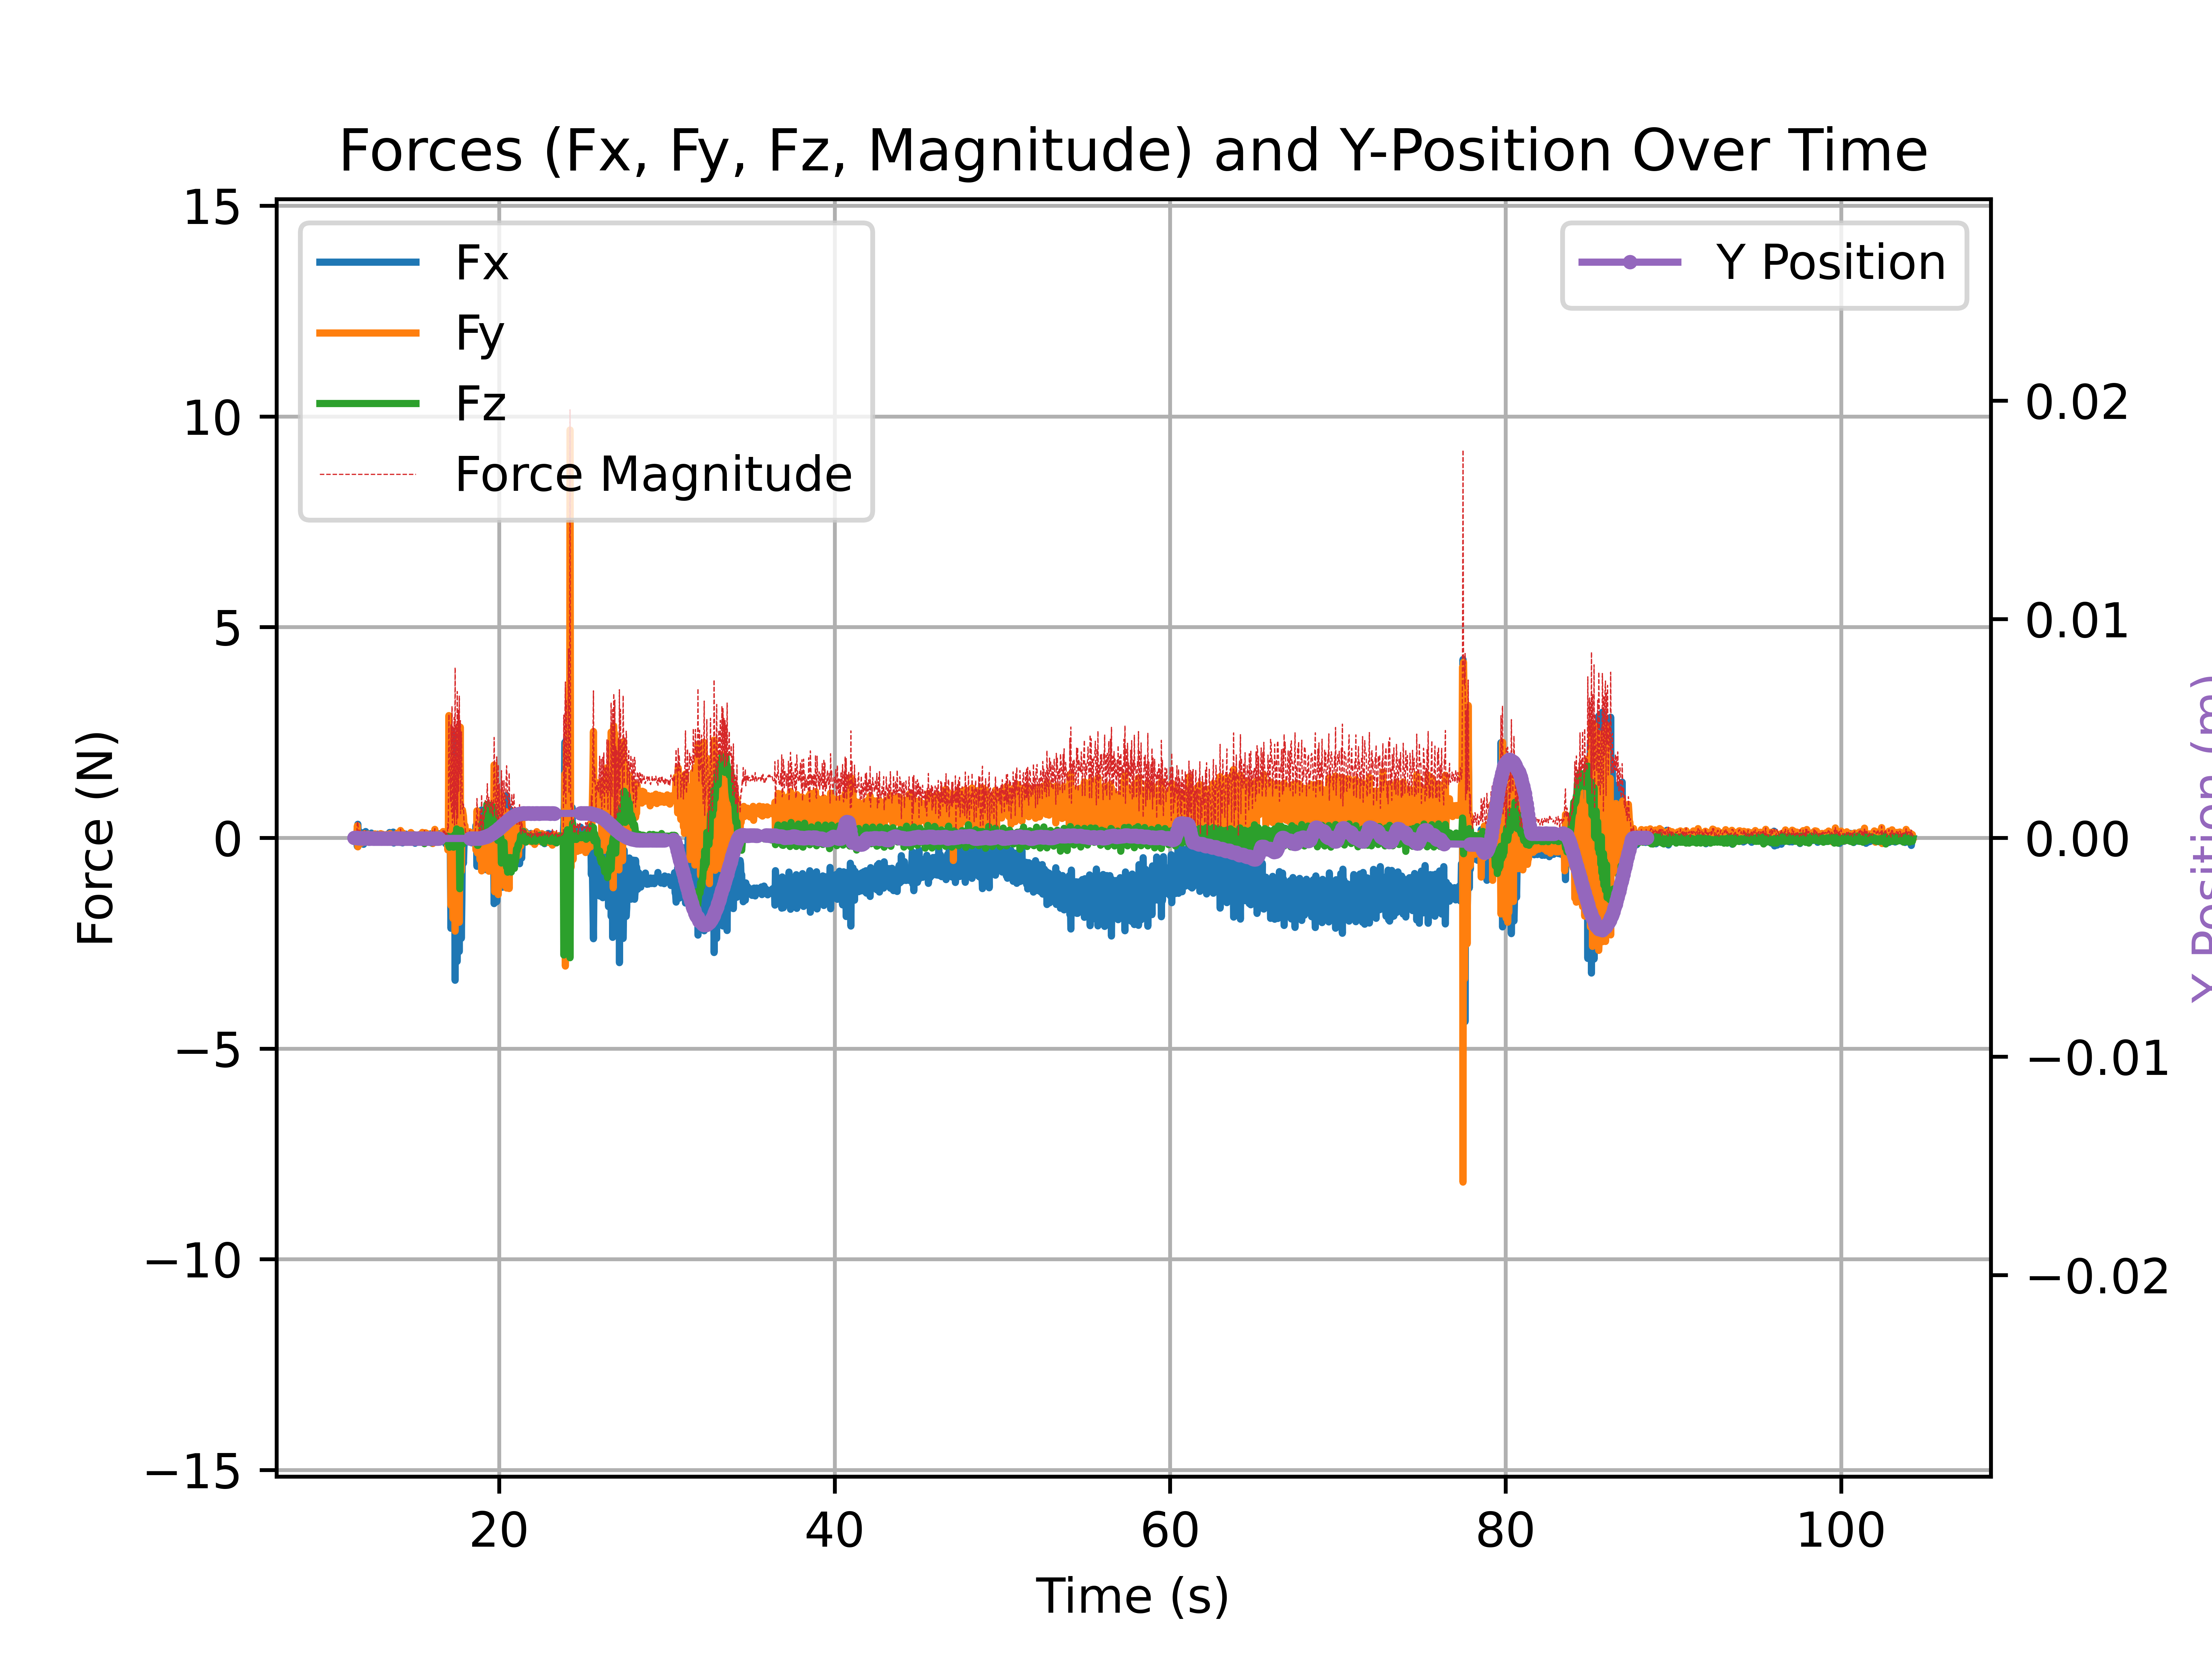 Forces (Fx, Fy, Fz, Magnitude) and Y-Position Over Time
Fx
Fy
Fz
Force Magnitude
Y Position
Force (N)
15
10
5
0
−5
−10
−15
0.02
0.01
0.00
−0.01
−0.02
Y Position (m)
20
40
60
80
100
Time (s)